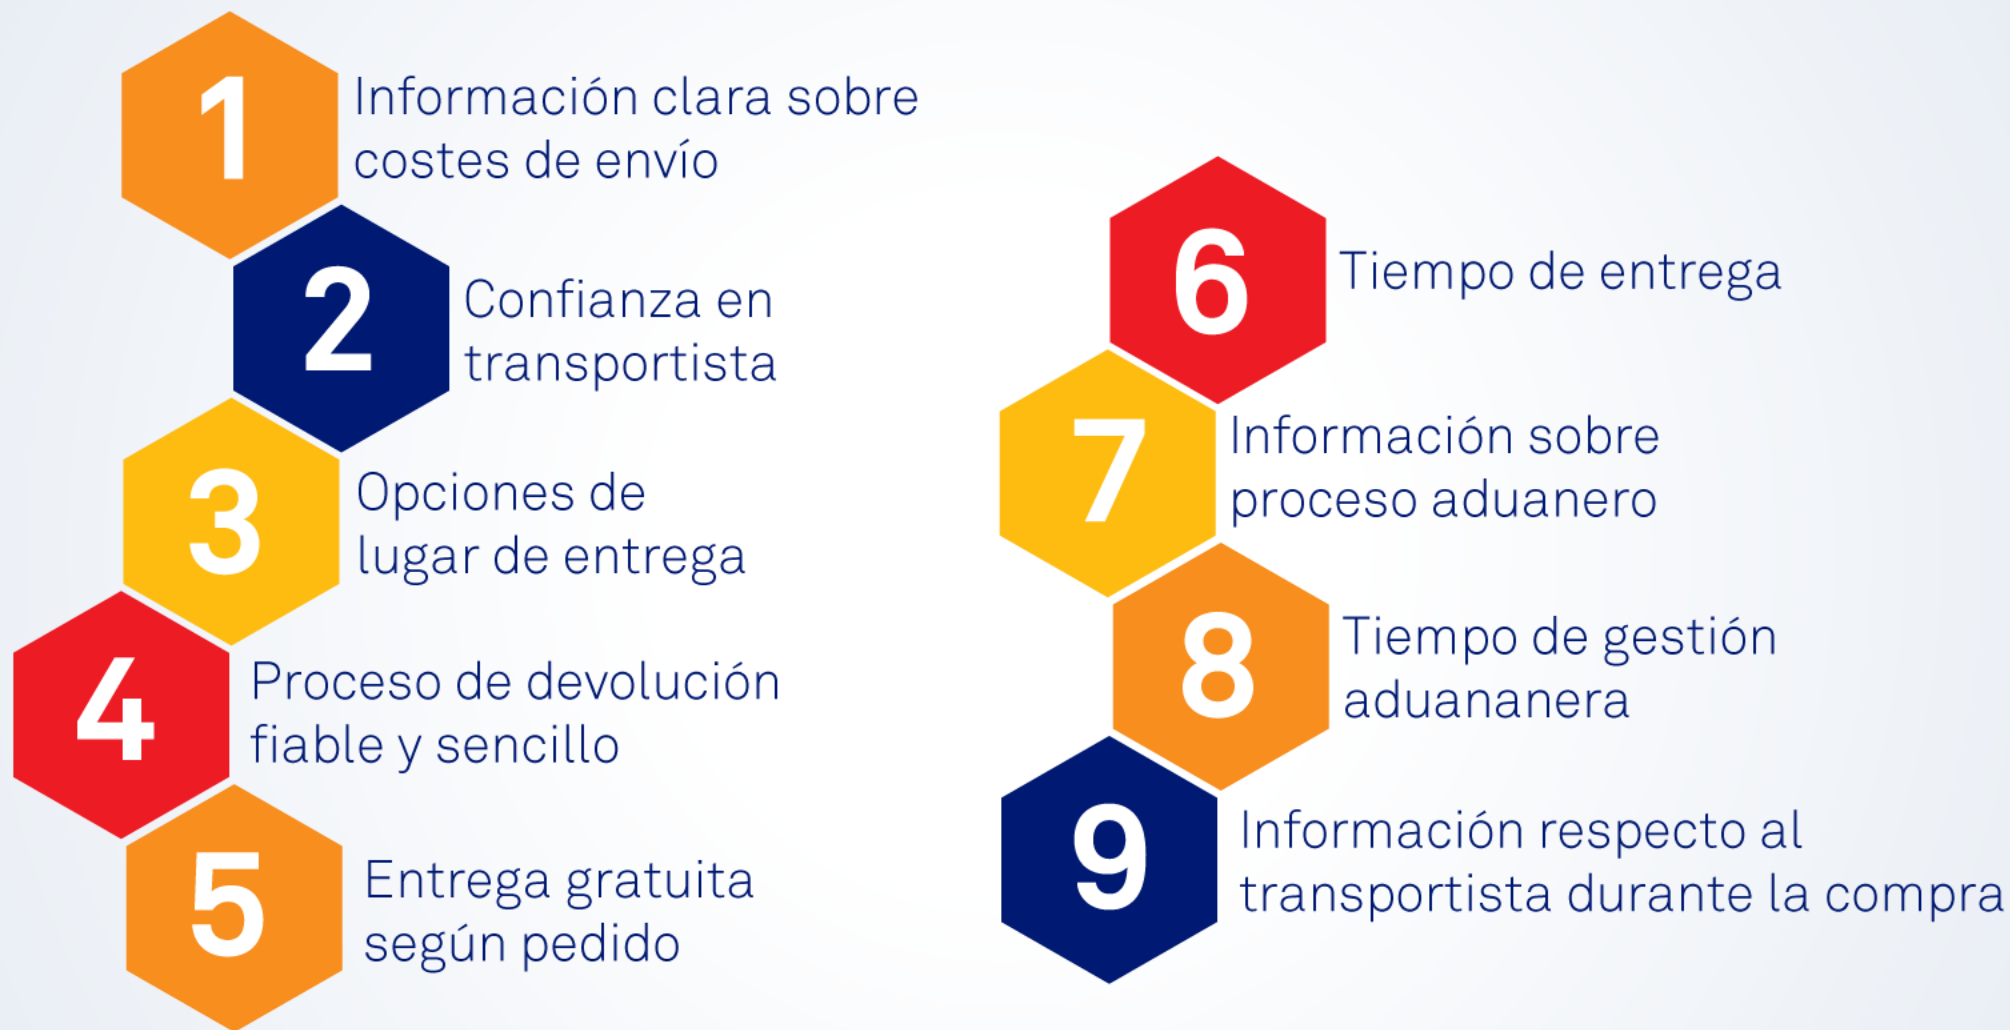 1
Información clara sobre
costes de envío
2
Confianza en
transportista
3
Opciones de
lugar de entrega
4
Proceso de devolución
fiable y sencillo
5
Entrega gratuita
según pedido
6
Tiempo de entrega
7
Información sobre
proceso aduanero
8
Tiempo de gestión
aduananera
9
Información respecto al
transportista durante la compra